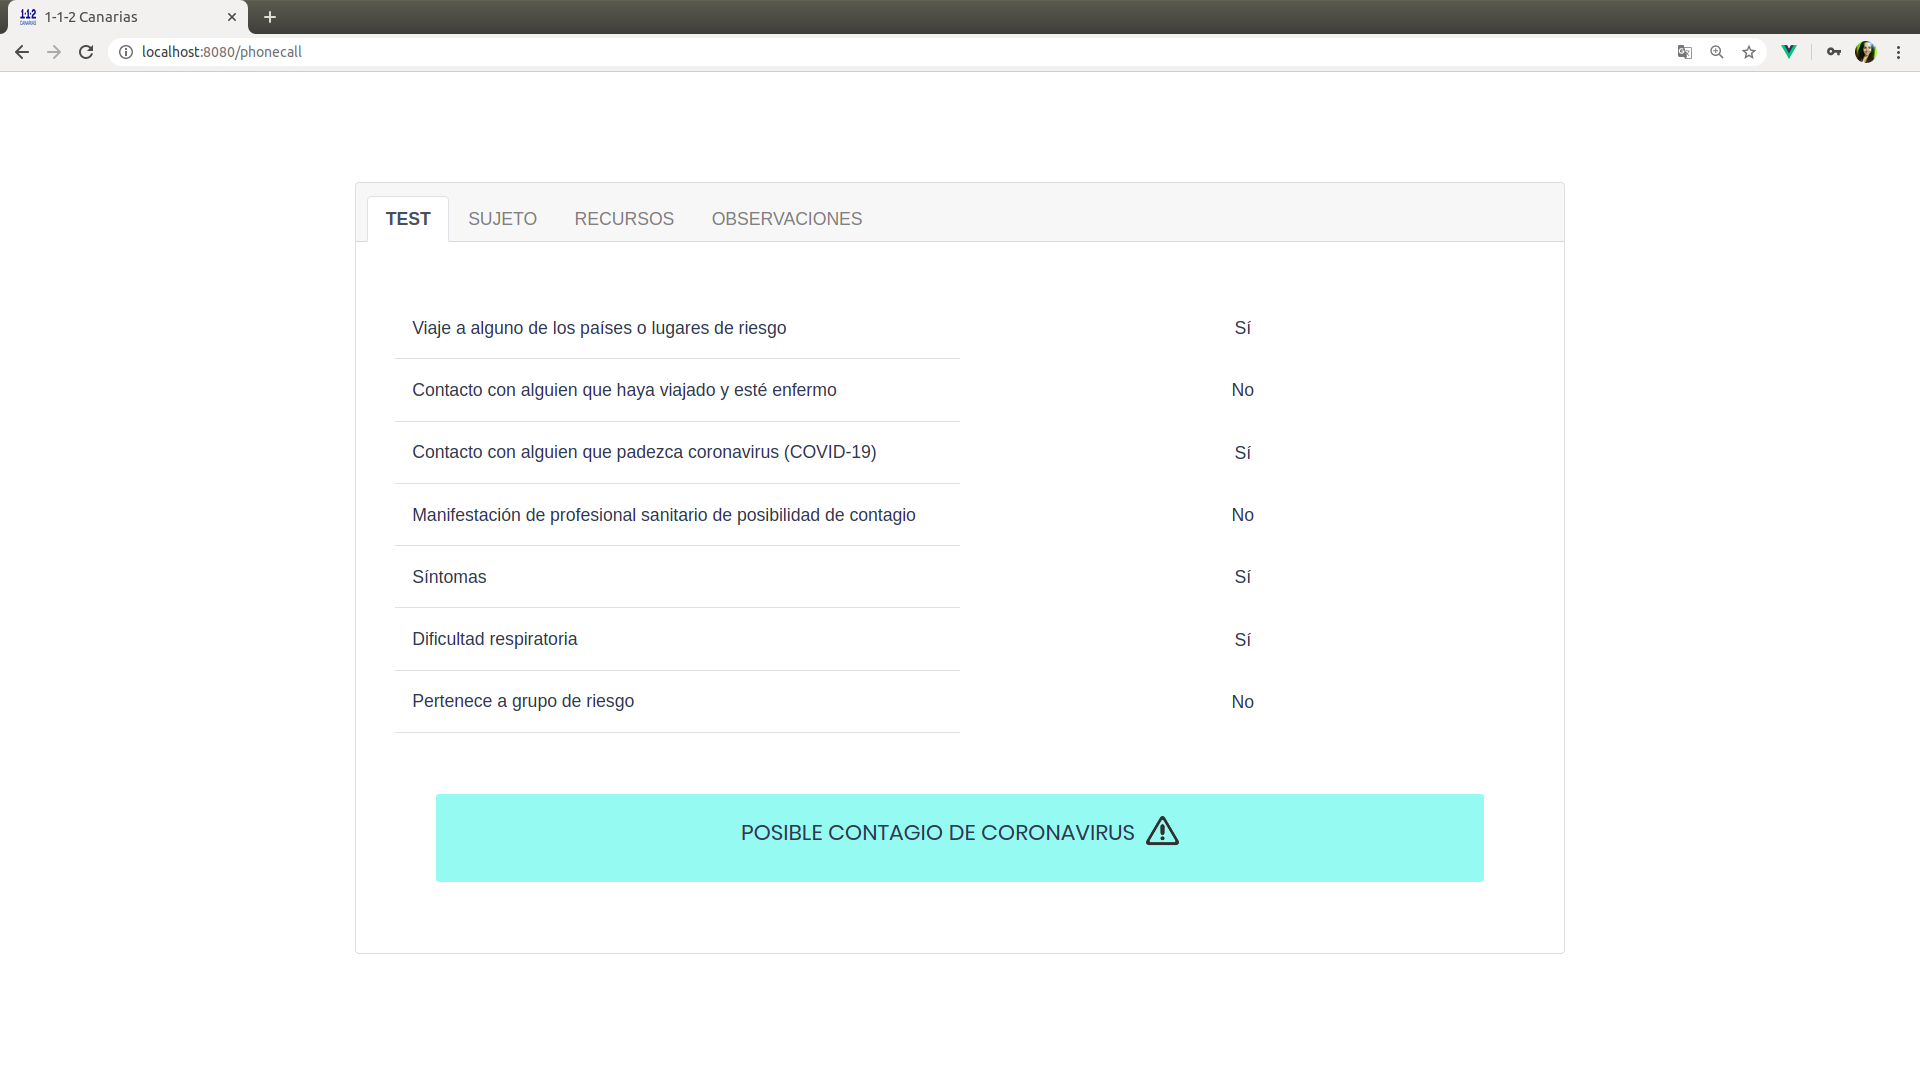 1-1-2 Canarias
localhost:8080/phonecall
TEST SUJETO RECURSOS OBSERVACIONES
Viaje a alguno de los países o lugares de riesgo Sí
Contacto con alguien que haya viajado y esté enfermo No
Contacto con alguien que padezca coronavirus (COVID-19) Sí
Manifestación de profesional sanitario de posibilidad de contagio No
Síntomas Sí
Dificultad respiratoria Sí
Pertenece a grupo de riesgo No
POSIBLE CONTAGIO DE CORONAVIRUS